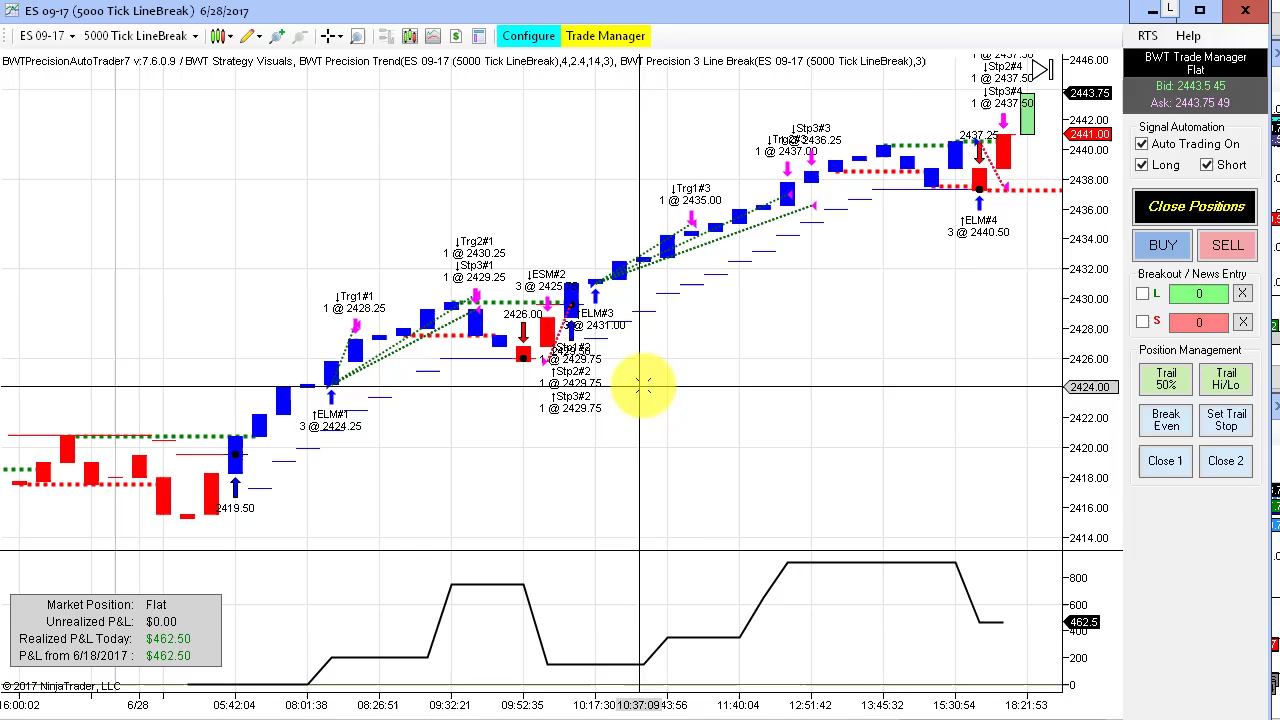 ES 09-17 (5000 Tick LineBreak)  6/28/2017
L
ES 09-17
5000 Tick LineBreak
Configure
Trade Manager
RTS
Help
BWTPrecisionAutoTrader7 v:7.6.0.9 / BWT Strategy Visuals, BWT Precision Trend(ES 09-17 (5000 Tick LineBreak),4,2.4,14,3), BWT Precision 3 Line Break(ES 09-17 (5000 Tick LineBreak),3)
↓Stp2#4
1 @ 2437.50
↓Stp3#4
1 @ 2437.50
2437.25
↑ELM#4
3 @ 2440.50
↓Stp3#3
1 @ 2436.25
1 @ 2437.00
↓Trg1#3
1 @ 2435.00
↓Trg2#1
1 @ 2430.25
↓Stp3#1
1 @ 2429.25
↓Trg1#1
1 @ 2428.25
↓ESM#2
2426.00
↑ELM#3
1 @ 2429.75
↑Stp2#2
1 @ 2429.75
↑Stp3#2
1 @ 2429.75
↑ELM#1
3 @ 2424.25
2419.50
2446.00
2443.75
2442.00
2441.00
2440.00
2438.00
2436.00
2434.00
2432.00
2430.00
2428.00
2426.00
2424.00
2422.00
2420.00
2418.00
2416.00
2414.00
800
600
462.5
400
200
0
Market Position: Flat
Unrealized P&L: $0.00
Realized P&L Today: $462.50
P&L from 6/18/2017 : $462.50
© 2017 NinjaTrader, LLC
16:00:02
6/28
05:42:04
08:01:38
08:26:51
09:32:21
09:52:35
10:17:30
10:37:09
12:51:42
13:45:32
15:30:54
18:21:53
11:40:04
BWT Trade Manager
Flat
Bid: 2443.5 45
Ask: 2443.75 49
Signal Automation
Auto Trading On
Long
Short
Close Positions
BUY
SELL
Breakout / News Entry
L
0
X
S
0
X
Position Management
Trail
50%
Trail
Hi/Lo
Break
Even
Set Trail
Stop
Close 1
Close 2